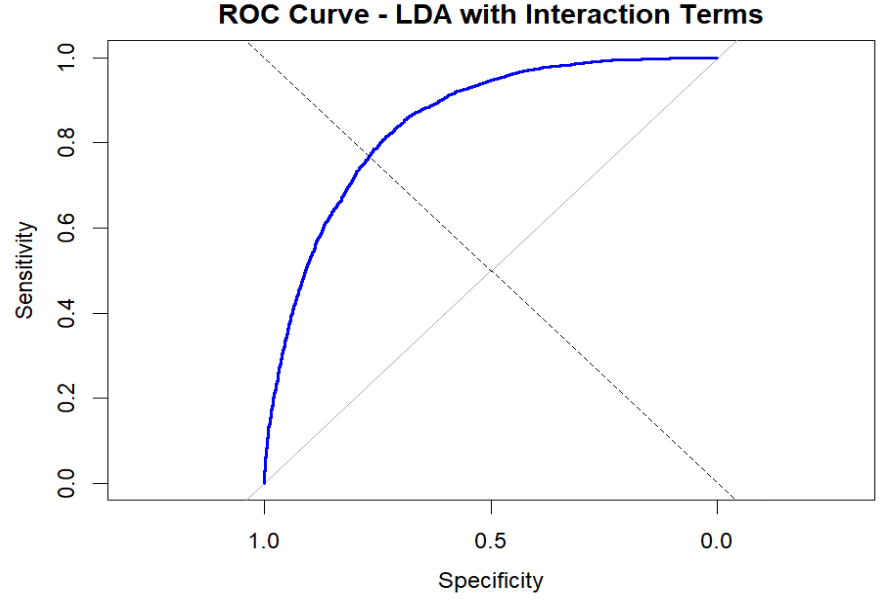 ROC Curve - LDA with Interaction Terms
1.0
0.8
0.6
0.4
0.2
0.0
Sensitivity
1.0 0.5 0.0
Specificity